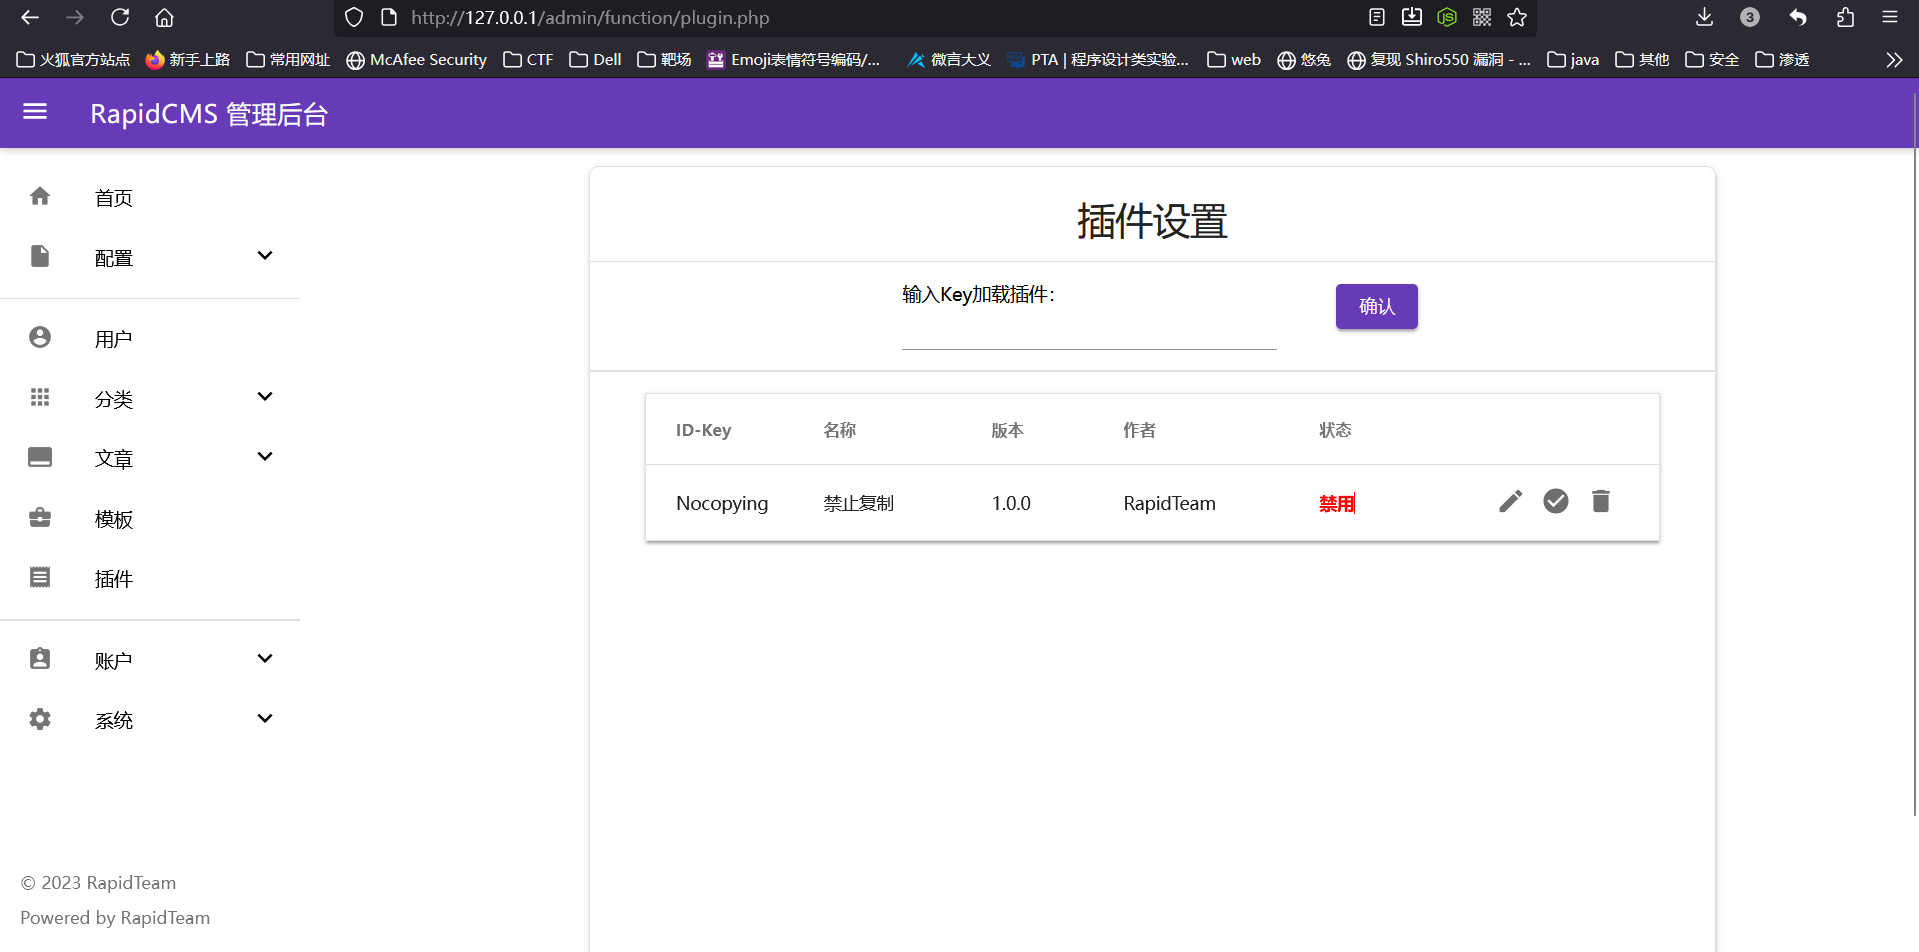 http://127.0.0.1/admin/function/plugin.php
JS
3
火狐官方站点 新手上路 常用网址 McAfee Security CTF Dell 靶场 Emoji表情符号编码/... 微言大义 PTA | 程序设计类实验... web 悠兔 复现 Shiro550 漏洞 - ... java 其他 安全 渗透
RapidCMS 管理后台
首页
配置
用户
分类
文章
模板
插件
账户
系统
© 2023 RapidTeam
Powered by RapidTeam
插件设置
输入Key加载插件：
确认
ID-Key 名称 版本 作者 状态
Nocopying 禁止复制 1.0.0 RapidTeam 禁用